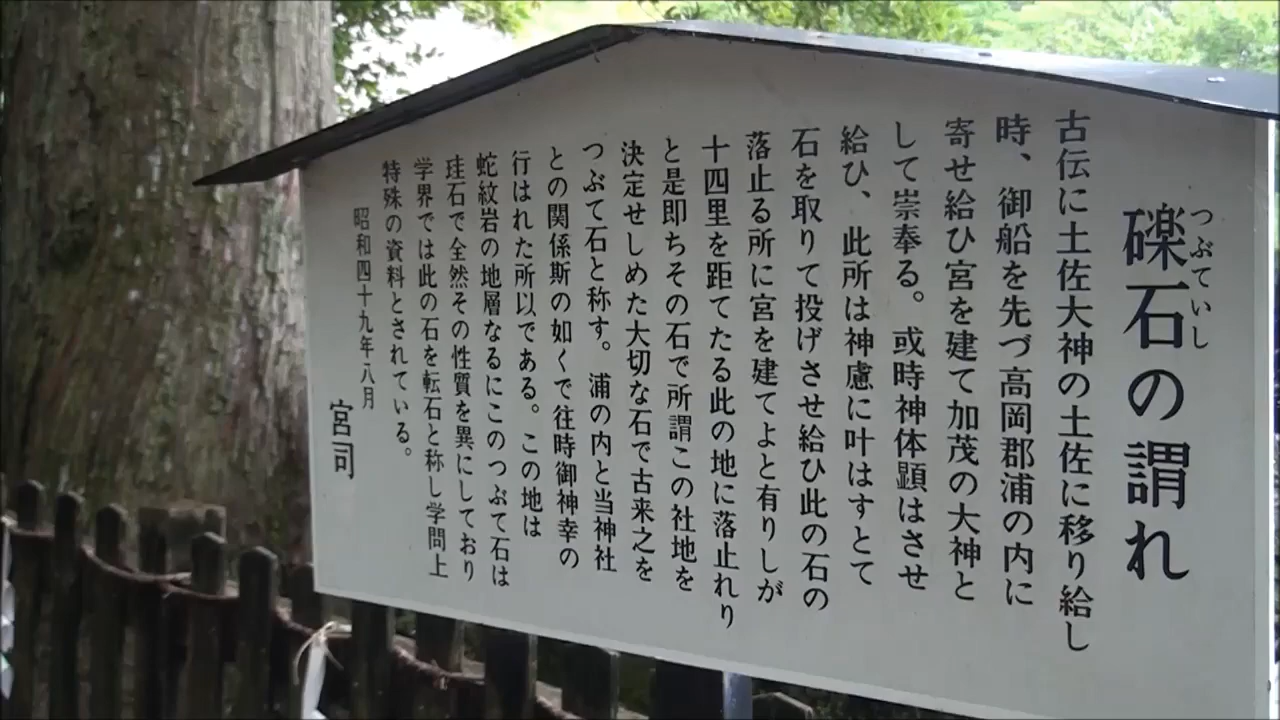 礫石の謂れ
つぶていし
古伝に土佐大神の土佐に移り給し
時、御船を先づ高岡郡浦の内に
寄せ給ひ宮を建て加茂の大神と
して崇奉る。或時神体顕はさせ
給ひ、此所は神慮に叶はすとて
石を取りて投げさせ給ひ此の石の
落止る所に宮を建てよと有りしが
十四里を距てたる此の地に落止れり
と是即ちその石で所謂この社地を
決定せしめた大切な石で古来之を
つぶて石と称す。浦の内と当神社
との関係斯の如くで往時御神幸の
行はれた所以である。この地は
蛇紋岩の地層なるにこのつぶて石は
珪石で全然その性質を異にしており
学界では此の石を転石と称し学問上
特殊の資料とされている。
昭和四十九年八月
宮司